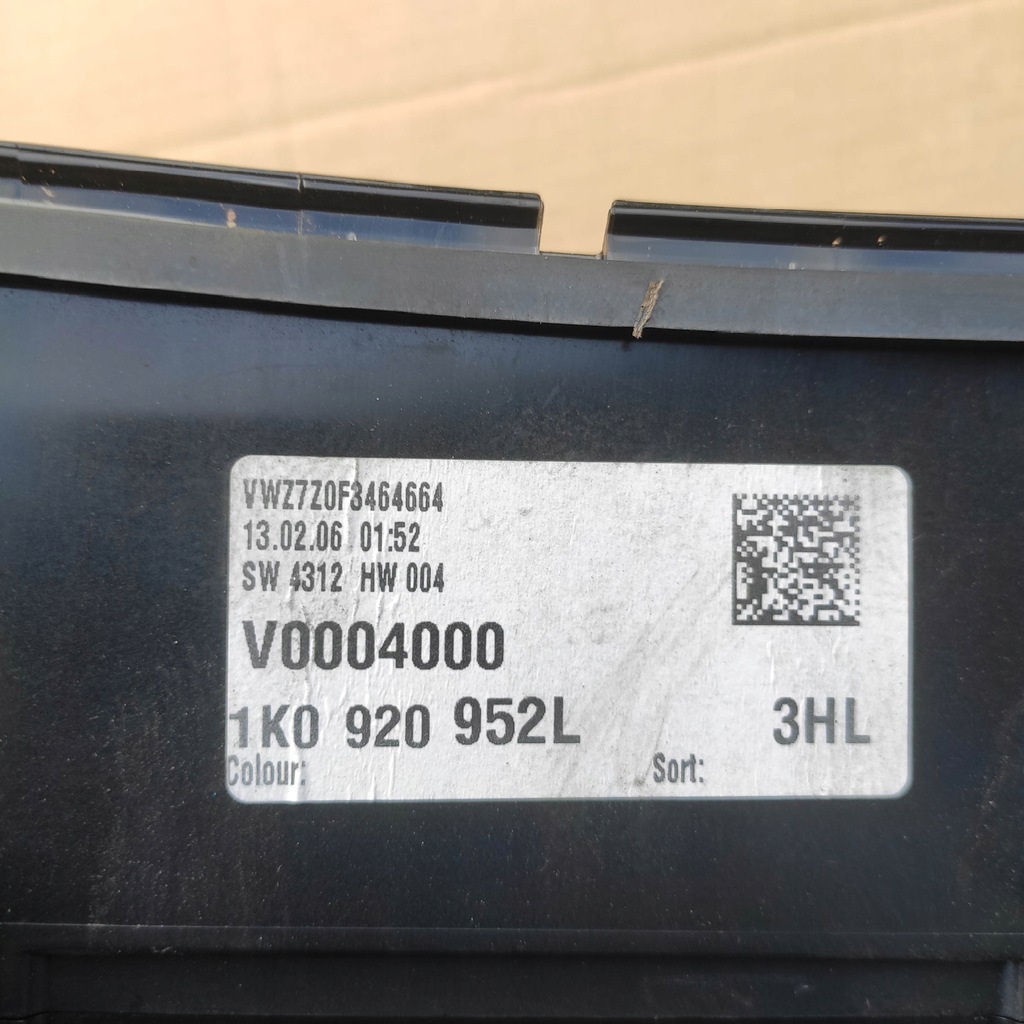 VWZ7Z0F3464664
13.02.06 01:52
SW 4312 HW 004
V0004000
1K0 920 952L 3HL
Colour: Sort: